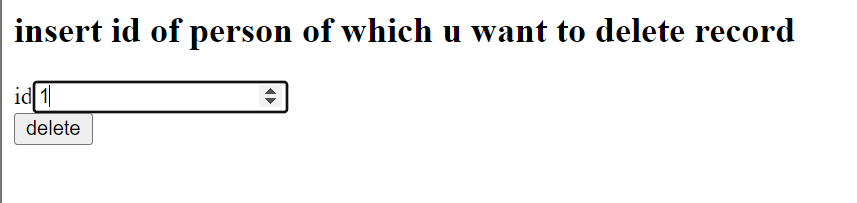 insert id of person of which u want to delete record
id 1
delete